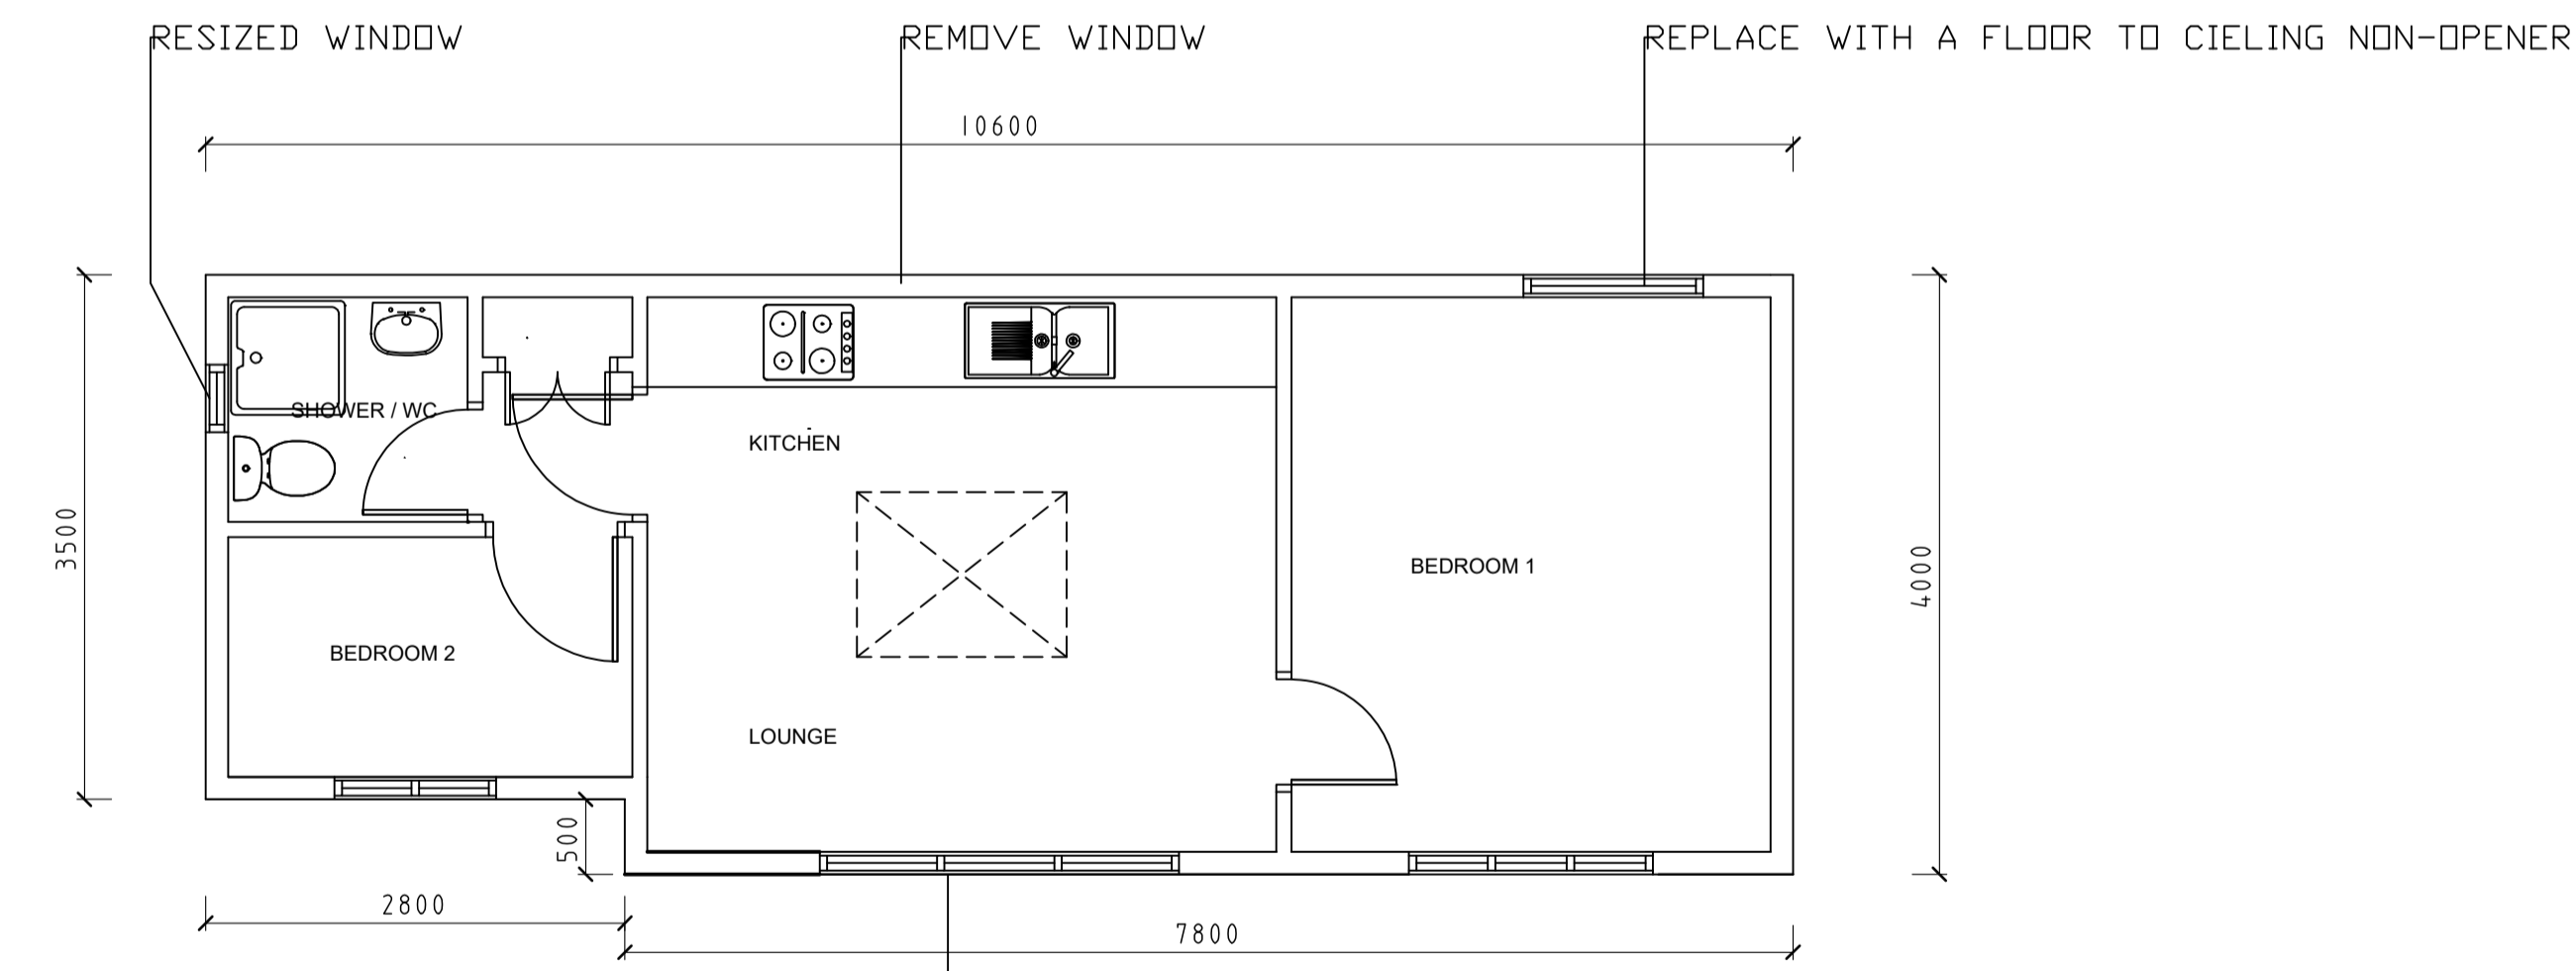 RESIZED WINDOW
REMOVE WINDOW
REPLACE WITH A FLOOR TO CIELING NON-OPENER
10600
SHOWER / WC
KITCHEN
3500
BEDROOM 1
4000
BEDROOM 2
LOUNGE
500
2800
7800